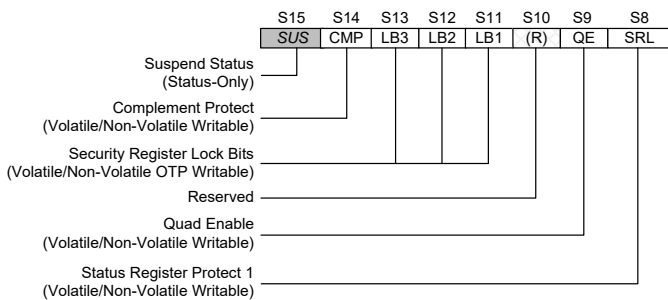 S15 S14 S13 S12 S11 S10 S9 S8
SUS CMP LB3 LB2 LB1 (R) QE SRL
Suspend Status
(Status-Only)
Complement Protect
(Volatile/Non-Volatile Writable)
Security Register Lock Bits
(Volatile/Non-Volatile OTP Writable)
Reserved
Quad Enable
(Volatile/Non-Volatile Writable)
Status Register Protect 1
(Volatile/Non-Volatile Writable)